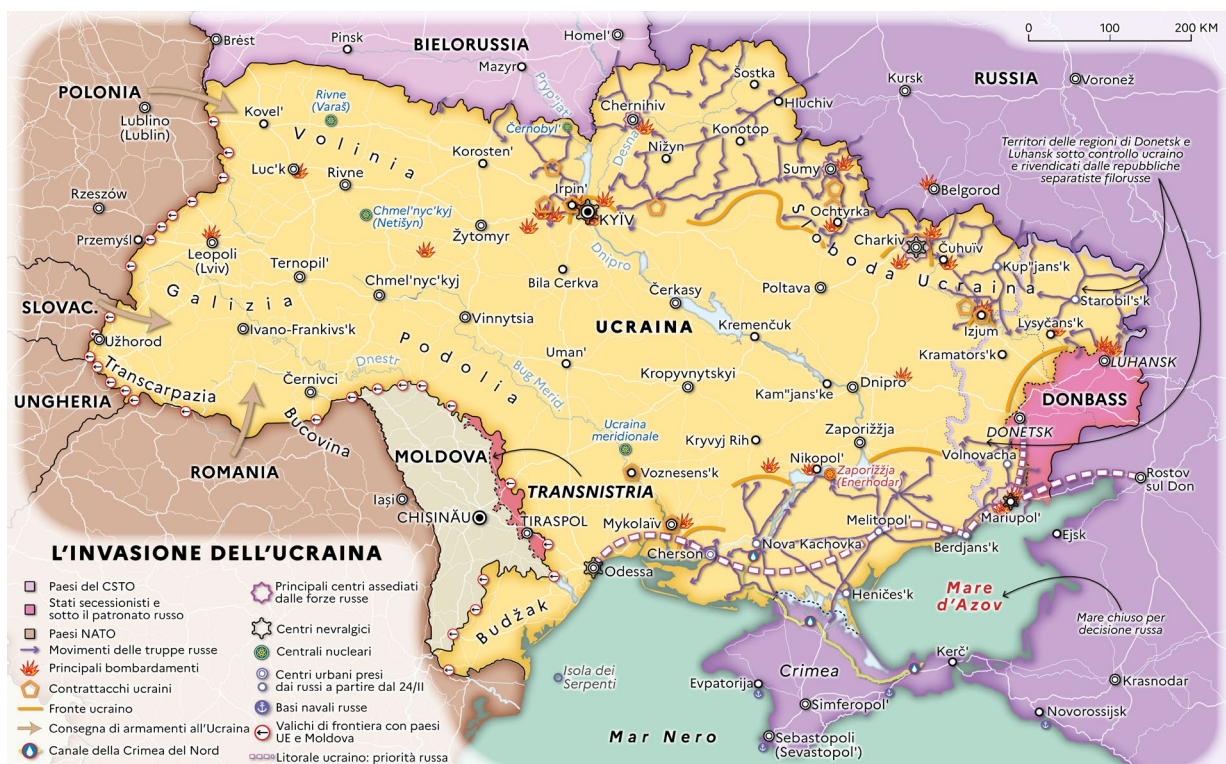 0 100 200 KM
Brèst
Pinsk
BIELORUSSIA
Homel'
Mazyr
Pryp"jat'
Šostka
Kursk
RUSSIA
Voronež
POLONIA
Lublino
(Lublin)
Kovel'
Rivne
(Varaš)
Volinia
Černobyl'
Chernihiv
Desna
Hluchiv
Konotop
Nižyn
Korosten'
Territori delle regioni di Donetsk e
Luhansk sotto controllo ucraino
e rivendicati dalle repubbliche
separatiste filorusse
Luc'k
Rivne
Sumy
Belgorod
Rzeszów
Irpin'
KYÏV
Chmel'nyc'kyj
(Netišyn)
Žytomyr
Ochtyrka
Sloboda Ucraina
Przemyśl
Leopoli
(Lviv)
Charkiv
Čuhuïv
Kup"jans'k
Ternopil'
Dnipro
Bila Cerkva
Chmel'nyc'kyj
Galizia
Čerkasy
Poltava
Starobil's'k
SLOVAC.
Vinnytsia
UCRAINA
Kremenčuk
Izjum
Lysyčans'k
Ivano-Frankivs'k
Užhorod
Podolia
Dnestr
Uman'
Bug Merid.
Kramators'k
LUHANSK
Transcarpazia
Černivci
Kropyvnytskyi
Kam"jans'ke
Dnipro
UNGHERIA
Bucovina
DONBASS
DONETSK
Ucraina
meridionale
Kryvyj Rih
Zaporižžja
MOLDOVA
ROMANIA
Voznesens'k
Nikopol'
Zaporižžja
(Enerhodar)
Volnovacha
Rostov
sul Don
Iași
TRANSNISTRIA
CHIȘINĂU
TIRASPOL
Mykolaïv
Melitopol'
Mariupol'
Cherson
Nova Kachovka
Berdjans'k
Ejsk
Odessa
Heničes'k
Mare
d'Azov
Budžak
Mare chiuso per
decisione russa
Isola dei
Serpenti
Crimea
Kerč'
Evpatorija
Krasnodar
Simferopol'
Novorossijsk
Mar Nero
Sebastopoli
(Sevastopol')
L'INVASIONE DELL'UCRAINA
Paesi del CSTO
Stati secessionisti e
sotto il patronato russo
Paesi NATO
Movimenti delle truppe russe
Principali bombardamenti
Contrattacchi ucraini
Fronte ucraino
Consegna di armamenti all'Ucraina
Canale della Crimea del Nord
Principali centri assediati
dalle forze russe
Centri nevralgici
Centrali nucleari
Centri urbani presi
dai russi a partire dal 24/II
Basi navali russe
Valichi di frontiera con paesi
UE e Moldova
Litorale ucraino: priorità russa